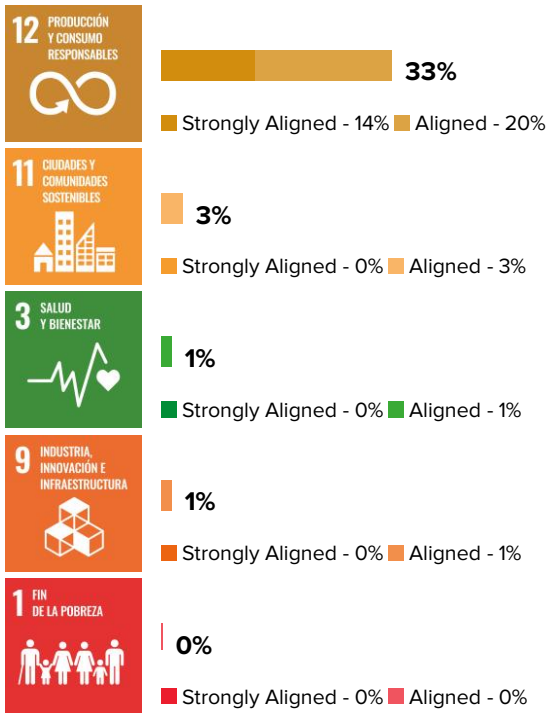 12 PRODUCCIÓN
Y CONSUMO
RESPONSABLES
33%
Strongly Aligned - 14% Aligned - 20%
11 CIUDADES Y
COMUNIDADES
SOSTENIBLES
3%
Strongly Aligned - 0% Aligned - 3%
3 SALUD
Y BIENESTAR
1%
Strongly Aligned - 0% Aligned - 1%
9 INDUSTRIA,
INNOVACIÓN E
INFRAESTRUCTURA
1%
Strongly Aligned - 0% Aligned - 1%
1 FIN
DE LA POBREZA
0%
Strongly Aligned - 0% Aligned - 0%